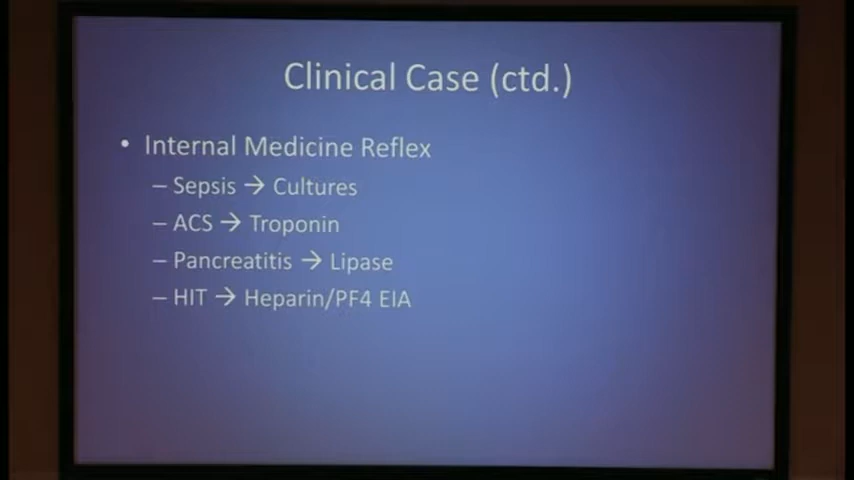 Clinical Case (ctd.)
• Internal Medicine Reflex
– Sepsis → Cultures
– ACS → Troponin
– Pancreatitis → Lipase
– HIT → Heparin/PF4 EIA